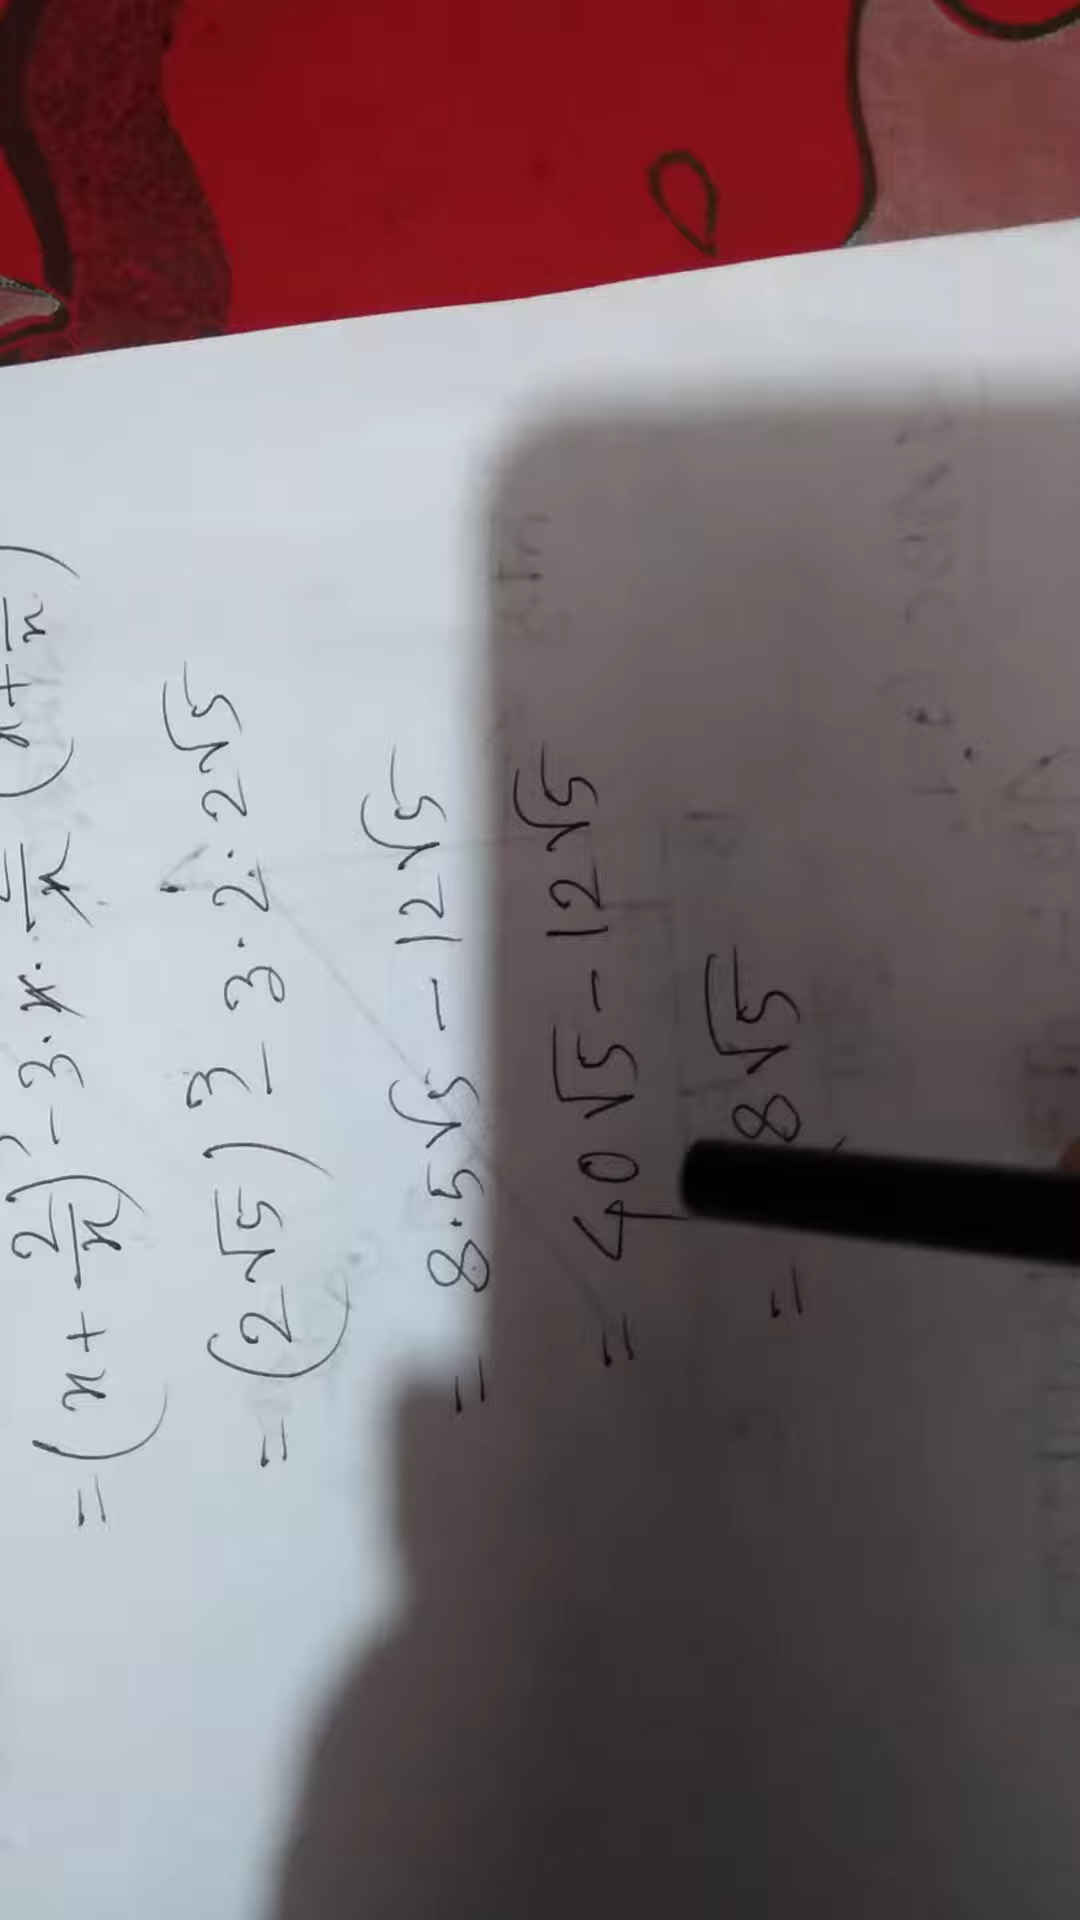 = (x + 2/x)³ - 3·x·2/x (x + 2/x)
= (2√5)³ - 3·2·2√5
= 8·5√5 - 12√5
= 40√5 - 12√5
= 8√5